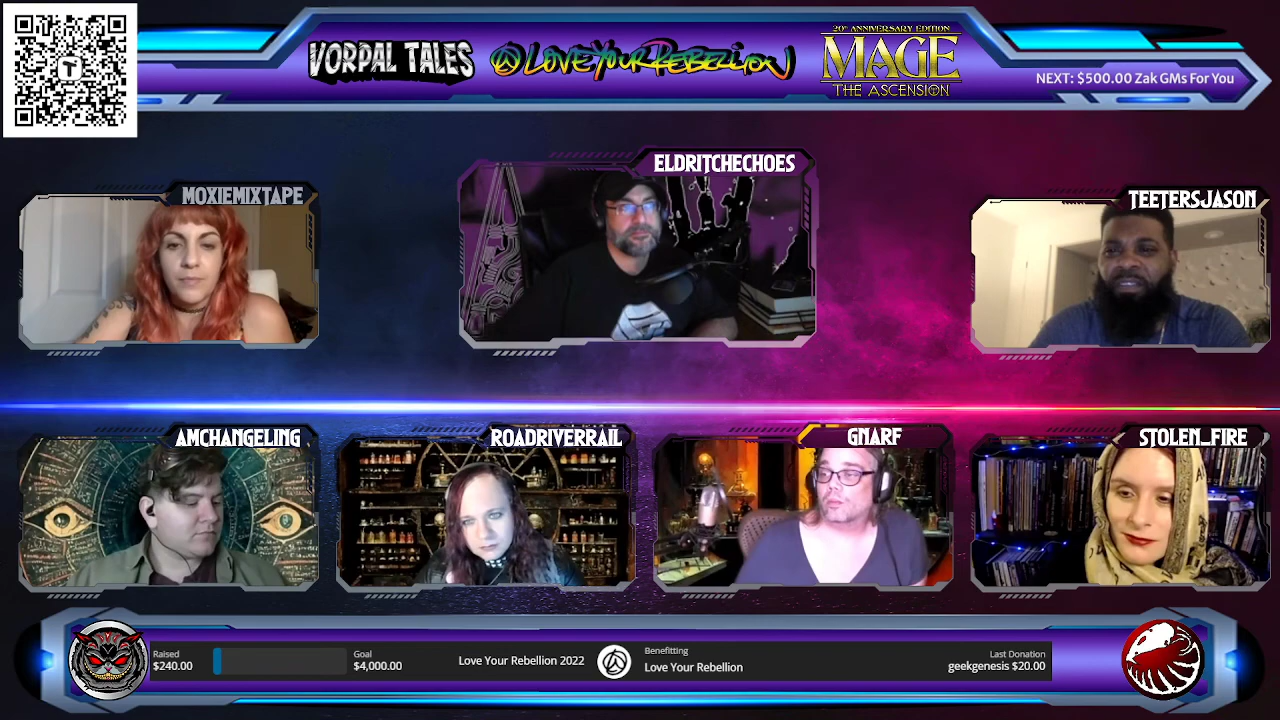 VORPAL TALES
@LOVEYOURREBELLION
20TH ANNIVERSARY EDITION
MAGE
THE ASCENSION
NEXT: $500.00 Zak GMs For You
T
ELDRITCHECHOES
MOXIEMIXTAPE
TEETERSJASON
AMCHANGELING
ROADRIVERRAIL
GNARF
STOLEN_FIRE
Raised
$240.00
Goal
$4,000.00
Love Your Rebellion 2022
Benefitting
Love Your Rebellion
Last Donation
geekgenesis $20.00